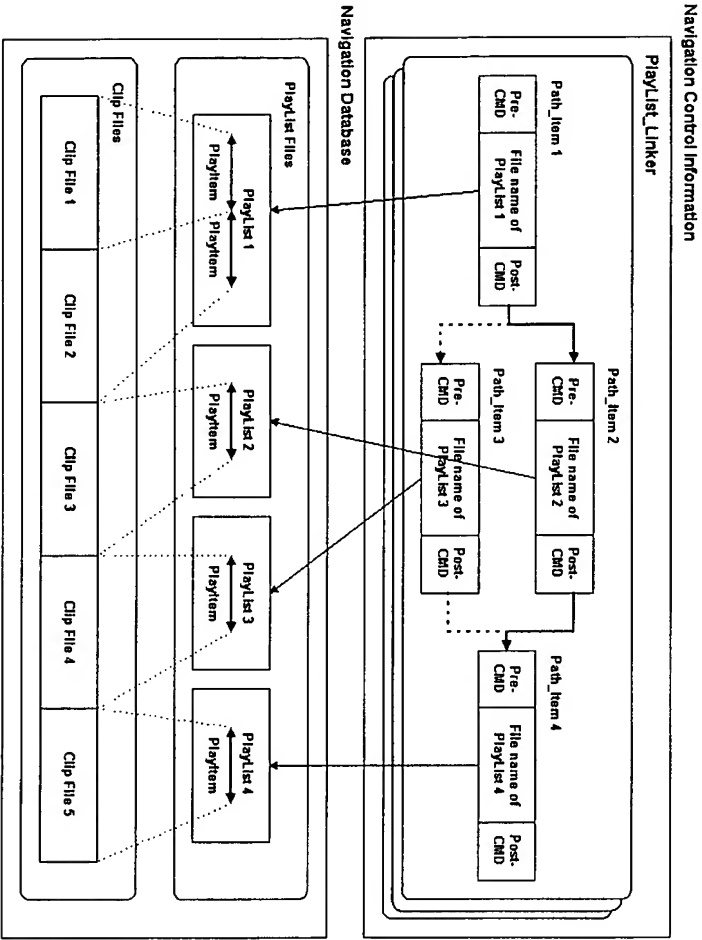 Navigation Control Information
PlayList_Linker
Path_Item 1
Pre-
CMD
File name of
PlayList 1
Post-
CMD
Path_Item 2
Pre-
CMD
File name of
PlayList 2
Post-
CMD
Path_Item 3
Pre-
CMD
File name of
PlayList 3
Post-
CMD
Path_Item 4
Pre-
CMD
File name of
PlayList 4
Post-
CMD
Navigation Database
PlayList Files
PlayList 1
PlayItem
PlayItem
PlayList 2
PlayItem
PlayList 3
PlayItem
PlayList 4
PlayItem
Clip Files
Clip File 1
Clip File 2
Clip File 3
Clip File 4
Clip File 5